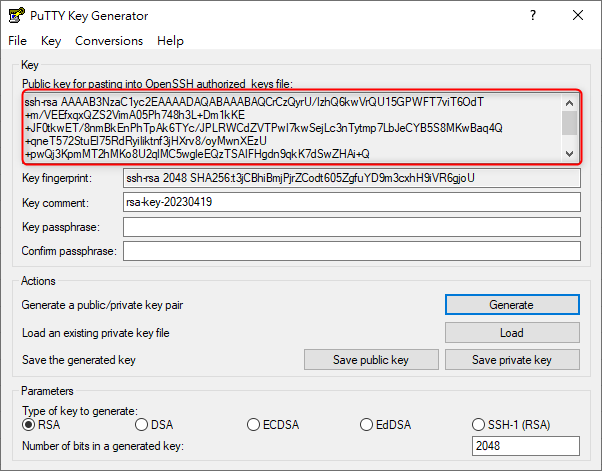 PuTTY Key Generator
File Key Conversions Help
Key
Public key for pasting into OpenSSH authorized_keys file:
ssh-rsa AAAAB3NzaC1yc2EAAAADAQABAAABAQCrCzQyrU/IzhQ6kwVrQU15GPWFT7viT6OdT
+m/VEEfxqxQZS2VimA05Ph748h3L+Dm1kKE
+JF0tkwET/8nmBkEnPhTpAk6TYc/JPLRWCdZVTPwI7kwSejLc3nTytmp7LbJeCYB5S8MKwBaq4Q
+qneT572StuEl75RdRyiliktnf3jHXrv8/oyMwnXEzU
+pwQj3KpmMT2hMKo8U2qlMC5wgleEQzTSAlFHgdn9qkK7dSwZHAi+Q
Key fingerprint: ssh-rsa 2048 SHA256:t3jCBhiBmjPjrZCodt605ZgfuYD9m3cxhH9iVR6gjoU
Key comment: rsa-key-20230419
Key passphrase:
Confirm passphrase:
Actions
Generate a public/private key pair Generate
Load an existing private key file Load
Save the generated key Save public key Save private key
Parameters
Type of key to generate:
RSA DSA ECDSA EdDSA SSH-1 (RSA)
Number of bits in a generated key: 2048